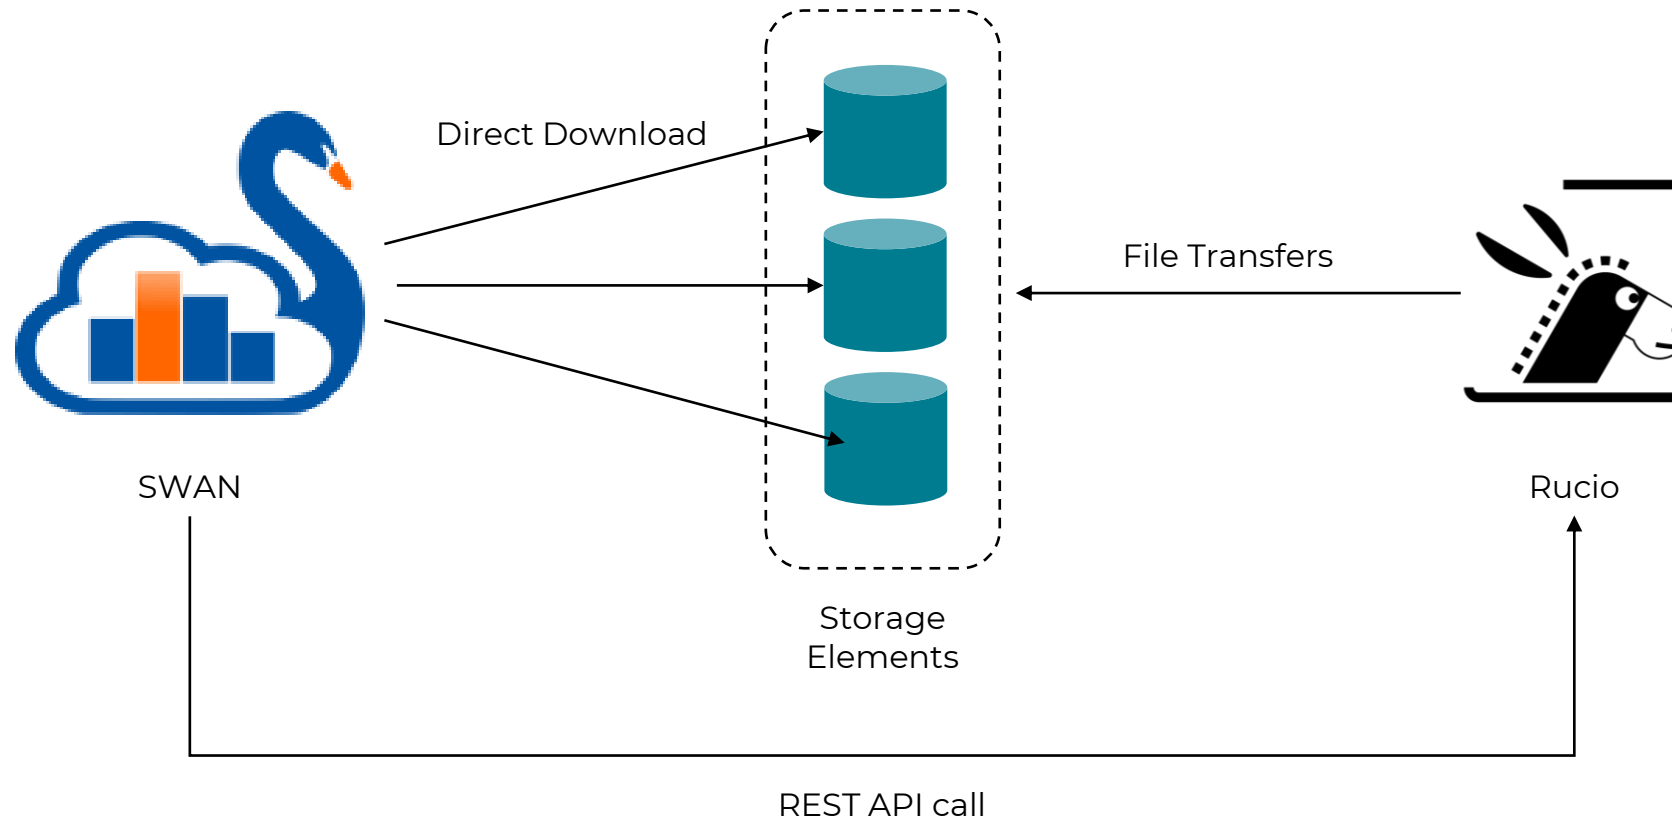 Direct Download
File Transfers
SWAN
Rucio
Storage
Elements
REST API call